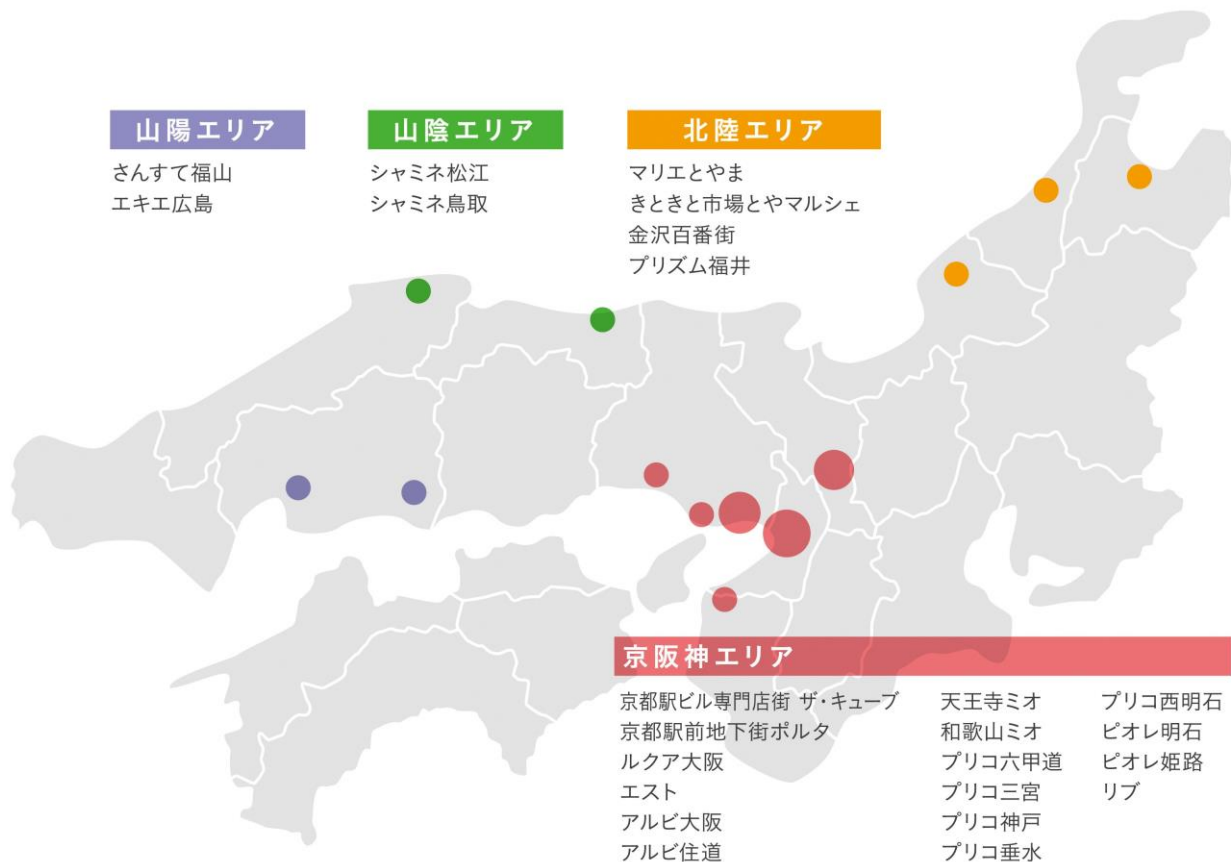 山陽エリア
さんすて福山
エキエ広島
山陰エリア
シャミネ松江
シャミネ鳥取
北陸エリア
マリエとやま
きときと市場とやマルシェ
金沢百番街
プリズム福井
京阪神エリア
京都駅ビル専門店街 ザ・キューブ
京都駅前地下街ポルタ
ルクア大阪
エスト
アルビ大阪
アルビ住道
天王寺ミオ
和歌山ミオ
プリコ六甲道
プリコ三宮
プリコ神戸
プリコ垂水
プリコ西明石
ピオレ明石
ピオレ姫路
リブ